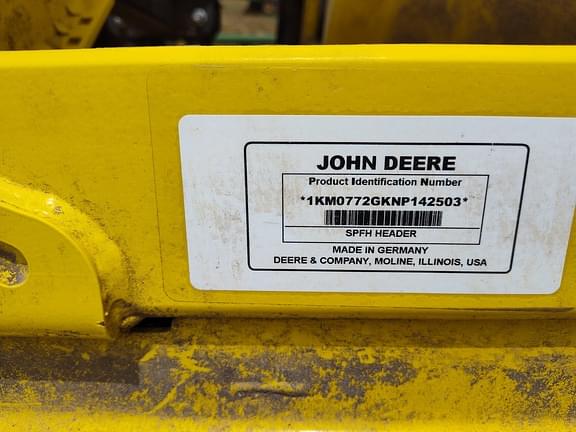 JOHN DEERE
Product Identification Number
*1KM0772GKNP142503*
SPFH HEADER
MADE IN GERMANY
DEERE & COMPANY, MOLINE, ILLINOIS, USA